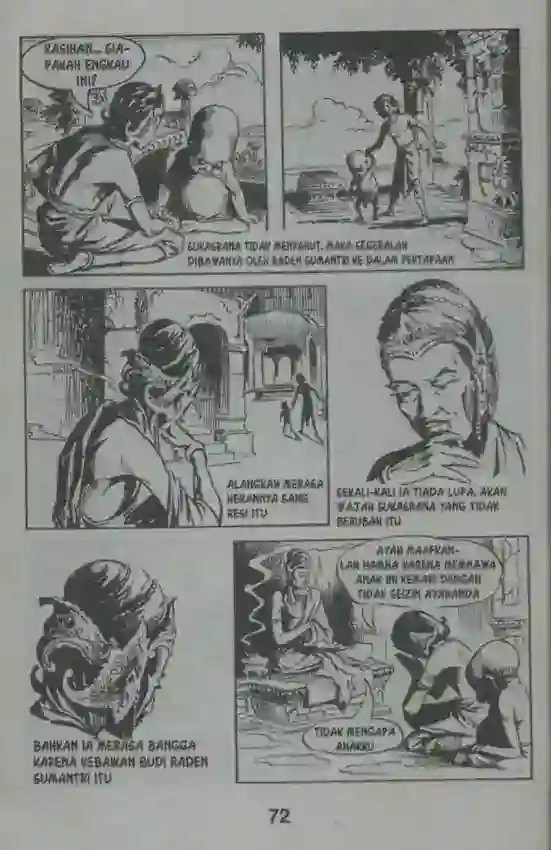 KASIHAN... SIA-
PAKAH ENGKAU
INI?
SUKASRANA TIDAK MENYAHUT. MAKA SEGERALAH
DIBAWANYA OLEH RADEN SUMANTRI KE DALAM PERTAPAAN
ALANGKAH MERASA
HERANNYA SANG
RESI ITU
SEKALI-KALI IA TIADA LUPA. AKAN
WAJAH SUKASRANA YANG TIDAK
BERUBAH ITU
BAHKAN IA MERASA BANGGA
KARENA KEBAIKAN BUDI RADEN
SUMANTRI ITU
AYAH MAAFKAN-
LAH HAMBA KARENA MEMBAWA
ANAK INI KEMARI DENGAN
TIDAK SEIZIN AYAHANDA
TIDAK MENGAPA
ANAKKU
72